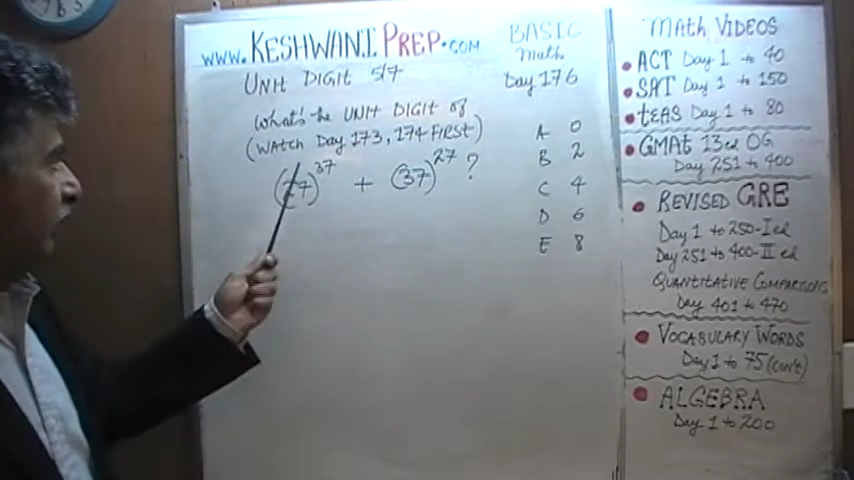 www.KESHWANIPREP.COM
UNIT DIGIT 5/7
What's the UNIT DIGIT of
(WATCH Day 173, 174 FIRST)
(27)^37 + (37)^27 ?
BASIC
Math
Day 176
A 0
B 2
C 4
D 6
E 8
MATH VIDEOS
ACT Day 1 to 40
SAT Day 1 to 150
tEAS Day 1 to 80
GMAt 13ed OG
Day 251 to 400
REVISED GRE
Day 1 to 250-I ed
Day 251 to 400-II ed
QUANTITATIVE COMPARISONS
Day 401 to 470
VOCABULARY WORDS
Day 1 to 75 (con't)
ALGEBRA
Day 1 to 200